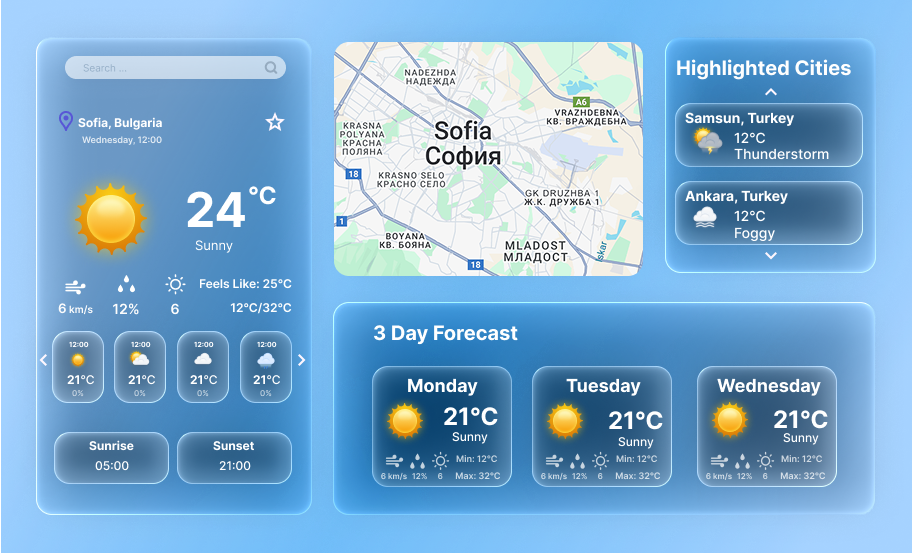 Search ...
Sofia, Bulgaria
Wednesday, 12:00
24°C
Sunny
6 km/s
12%
6
Feels Like: 25°C
12°C/32°C
12:00
21°C
0%
12:00
21°C
0%
12:00
21°C
0%
12:00
21°C
0%
Sunrise
05:00
Sunset
21:00
NADEZHDA
НАДЕЖДА
A6
VRAZHDEBNA
КВ. ВРАЖДЕБНА
KRASNA
POLYANA
КРАСНА
ПОЛЯНА
Sofia
София
18
KRASNO SELO
КРАСНО СЕЛО
GK DRUZHBA 1
Ж.К. ДРУЖБА 1
1
BOYANA
КВ. БОЯНА
MLADOST
МЛАДОСТ
Iskar
18
Highlighted Cities
Samsun, Turkey
12°C
Thunderstorm
Ankara, Turkey
12°C
Foggy
3 Day Forecast
Monday
21°C
Sunny
6 km/s
12%
6
Min: 12°C
Max: 32°C
Tuesday
21°C
Sunny
6 km/s
12%
6
Min: 12°C
Max: 32°C
Wednesday
21°C
Sunny
6 km/s
12%
6
Min: 12°C
Max: 32°C